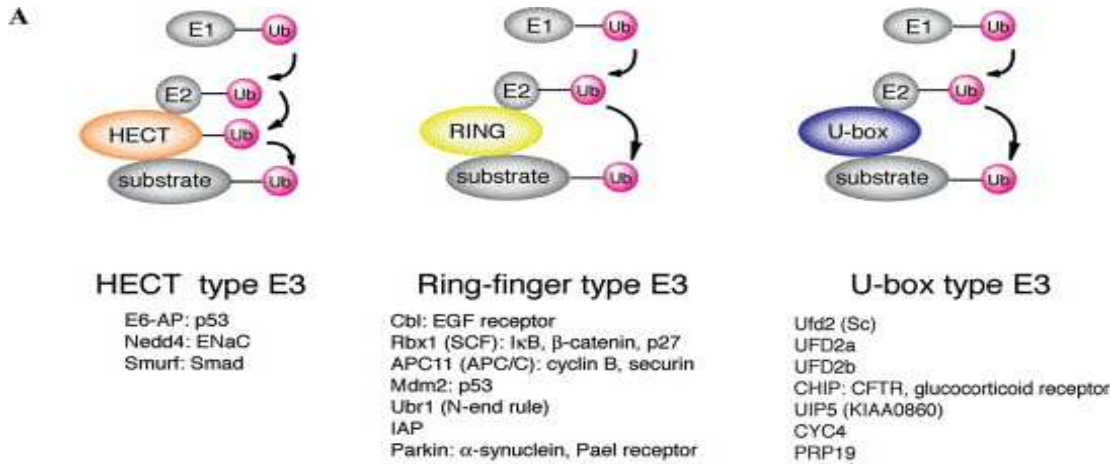 A
E1 Ub
E2 Ub
HECT Ub
substrate Ub
E1 Ub
E2 Ub
RING
substrate Ub
E1 Ub
E2 Ub
U-box
substrate Ub
HECT type E3
E6-AP: p53
Nedd4: ENaC
Smurf: Smad
Ring-finger type E3
Cbl: EGF receptor
Rbx1 (SCF): IκB, β-catenin, p27
APC11 (APC/C): cyclin B, securin
Mdm2: p53
Ubr1 (N-end rule)
IAP
Parkin: α-synuclein, Pael receptor
U-box type E3
Ufd2 (Sc)
UFD2a
UFD2b
CHIP: CFTR, glucocorticoid receptor
UIP5 (KIAA0860)
CYC4
PRP19